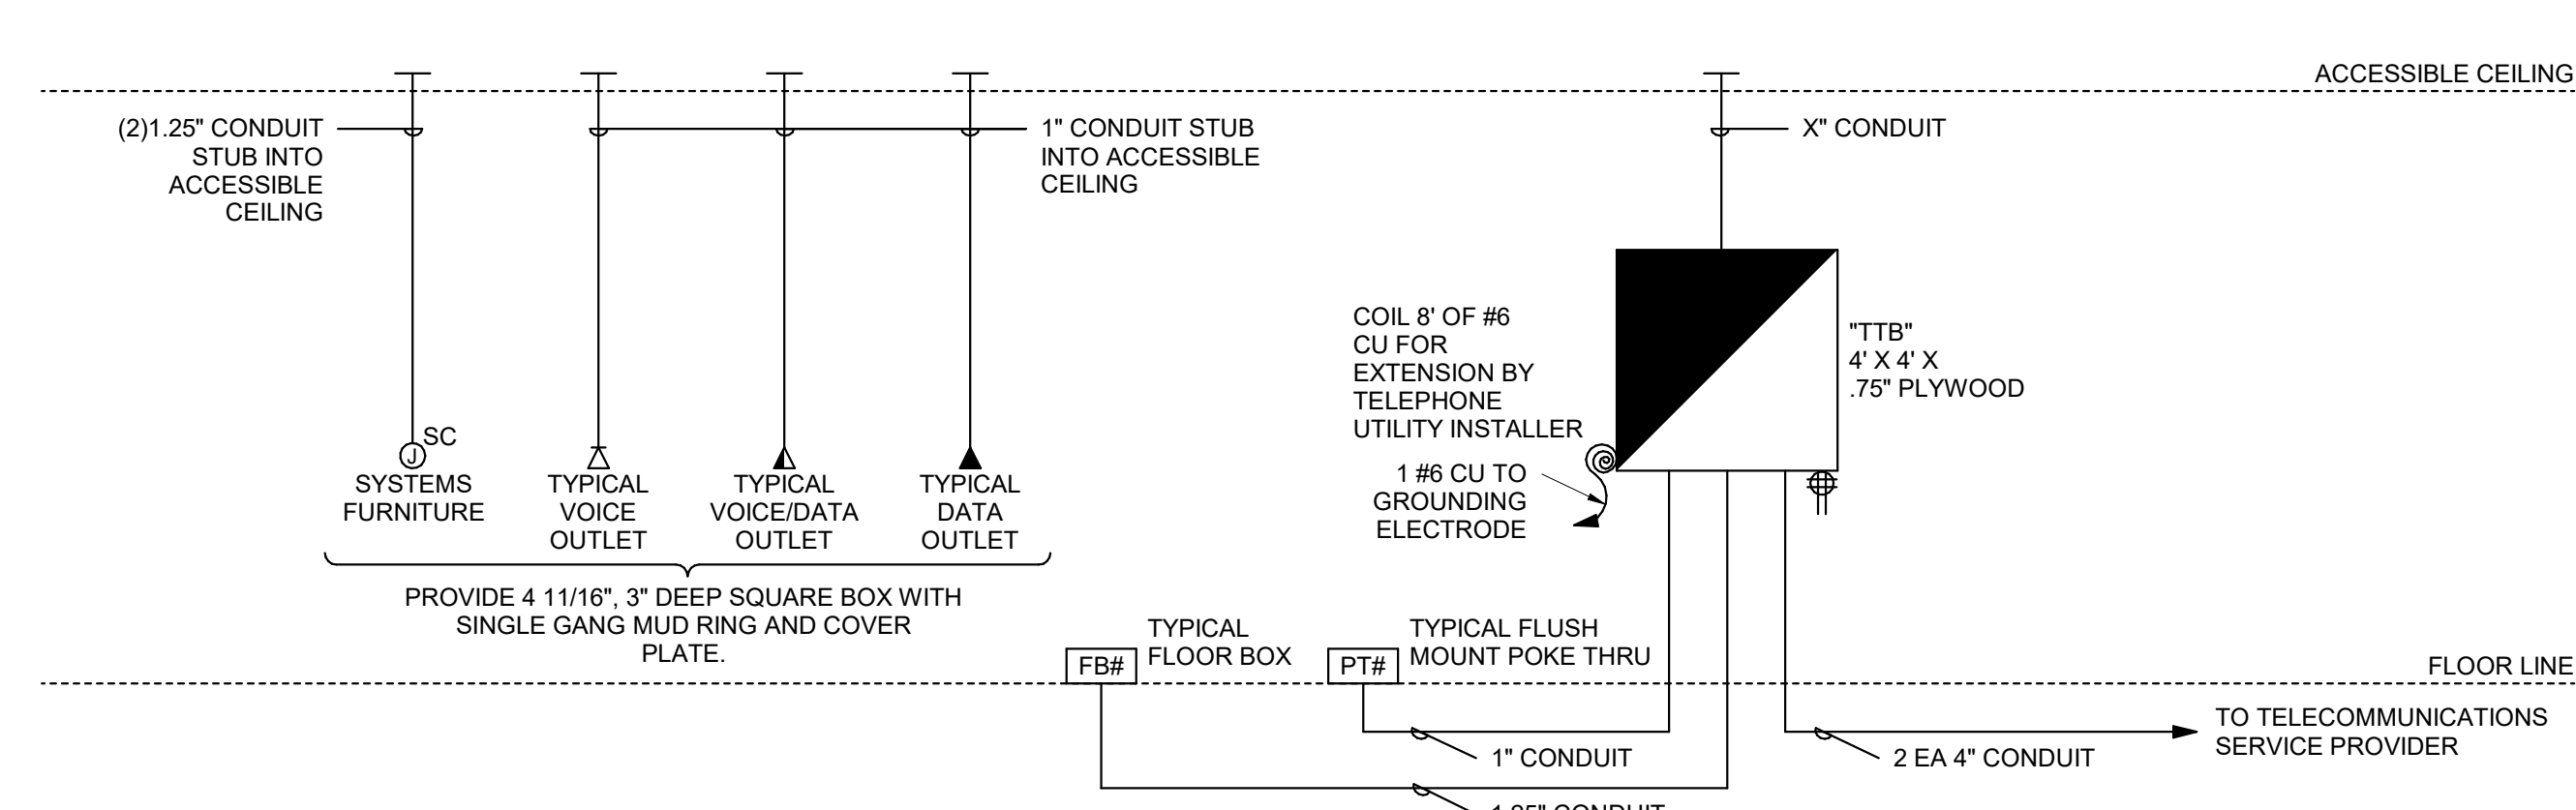 ACCESSIBLE CEILING
(2)1.25" CONDUIT
STUB INTO
ACCESSIBLE
CEILING
1" CONDUIT STUB
INTO ACCESSIBLE
CEILING
X" CONDUIT
COIL 8' OF #6
CU FOR
EXTENSION BY
TELEPHONE
UTILITY INSTALLER
"TTB"
4' X 4' X
.75" PLYWOOD
1 #6 CU TO
GROUNDING
ELECTRODE
SC
J
SYSTEMS
FURNITURE
TYPICAL
VOICE
OUTLET
TYPICAL
VOICE/DATA
OUTLET
TYPICAL
DATA
OUTLET
PROVIDE 4 11/16", 3" DEEP SQUARE BOX WITH
SINGLE GANG MUD RING AND COVER
PLATE.
FB#
TYPICAL
FLOOR BOX
PT#
TYPICAL FLUSH
MOUNT POKE THRU
FLOOR LINE
1" CONDUIT
2 EA 4" CONDUIT
TO TELECOMMUNICATIONS
SERVICE PROVIDER
CONDUIT